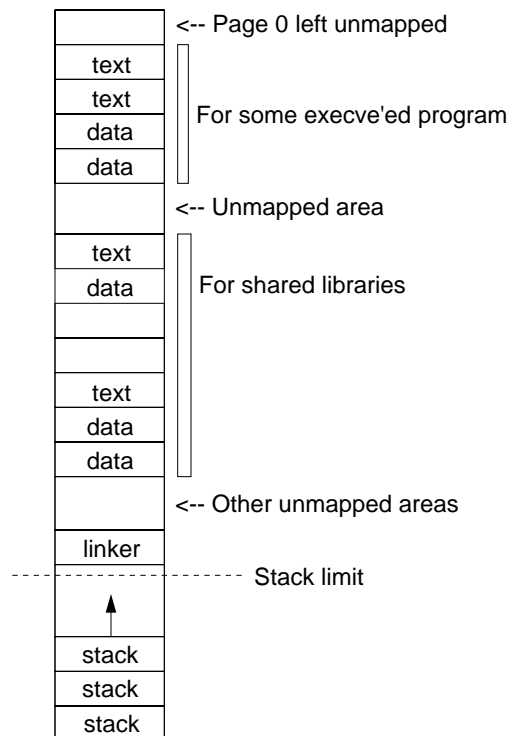 <-- Page 0 left unmapped
text
text
For some execve'ed program
data
data
<-- Unmapped area
text
data
For shared libraries
text
data
data
<-- Other unmapped areas
linker
Stack limit
stack
stack
stack